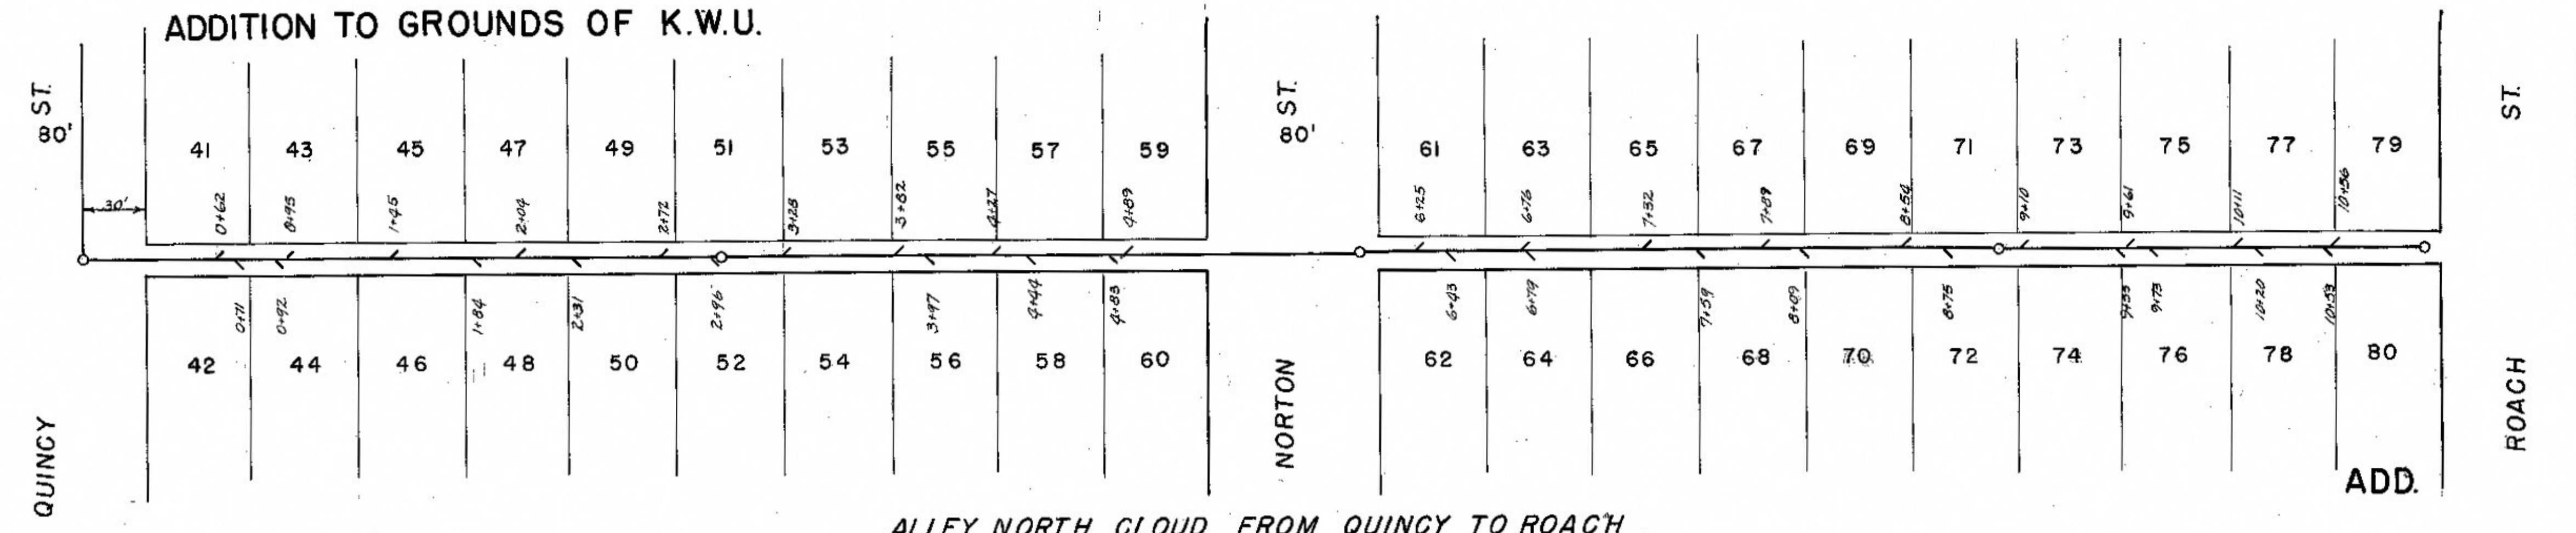 ADDITION TO GROUNDS OF K.W.U.
QUINCY ST.
80'
30'
NORTON ST.
80'
ROACH ST.
41 43 45 47 49 51 53 55 57 59
61 63 65 67 69 71 73 75 77 79
0+62 0+95 1+45 2+04 2+72 3+28 3+82 4+27 4+89
6+25 6+76 7+32 7+89 8+54 9+10 9+61 10+11 10+56
0+71 0+92 1+84 2+31 2+96 3+97 4+44 4+83
6+43 6+79 7+59 8+09 8+75 9+55 9+73 10+20 10+53
42 44 46 48 50 52 54 56 58 60
62 64 66 68 70 72 74 76 78 80
ADD.
ALLEY NORTH CLOUD FROM QUINCY TO ROACH